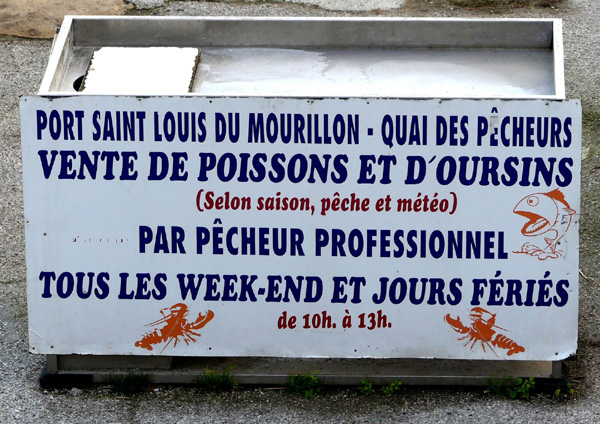 PORT SAINT LOUIS DU MOURILLON - QUAI DES PÊCHEURS
VENTE DE POISSONS ET D'OURSINS
(Selon saison, pêche et météo)
PAR PÊCHEUR PROFESSIONNEL
TOUS LES WEEK-END ET JOURS FÉRIÉS
de 10h. à 13h.